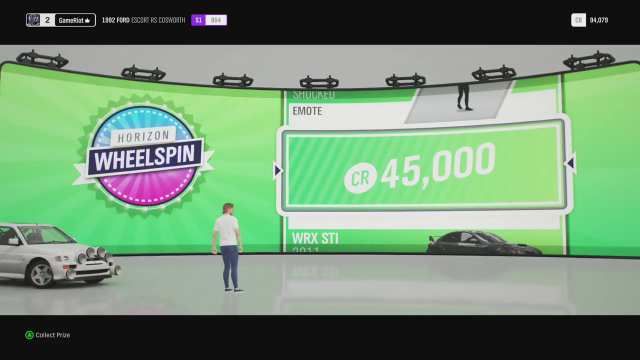 2 GameRiot 1992 FORD ESCORT RS COSWORTH S1 854 CR 94,079
SHOCKED
EMOTE
HORIZON
WHEELSPIN
CR 45,000
WRX STI
2011
A Collect Prize